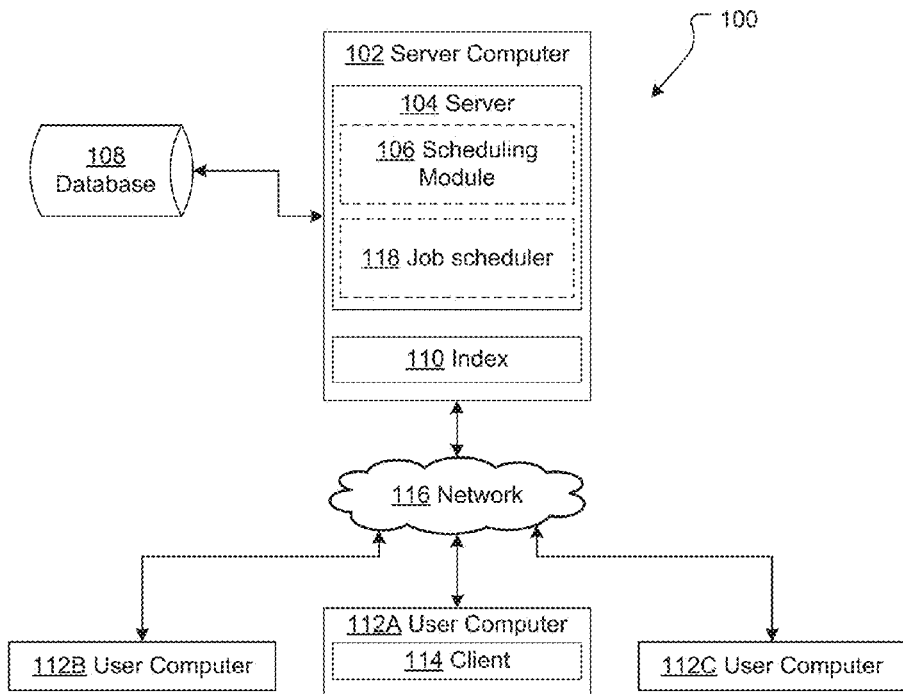 100
102 Server Computer
104 Server
106 Scheduling
Module
108
Database
118 Job scheduler
110 Index
116 Network
112A User Computer
114 Client
112B User Computer
112C User Computer